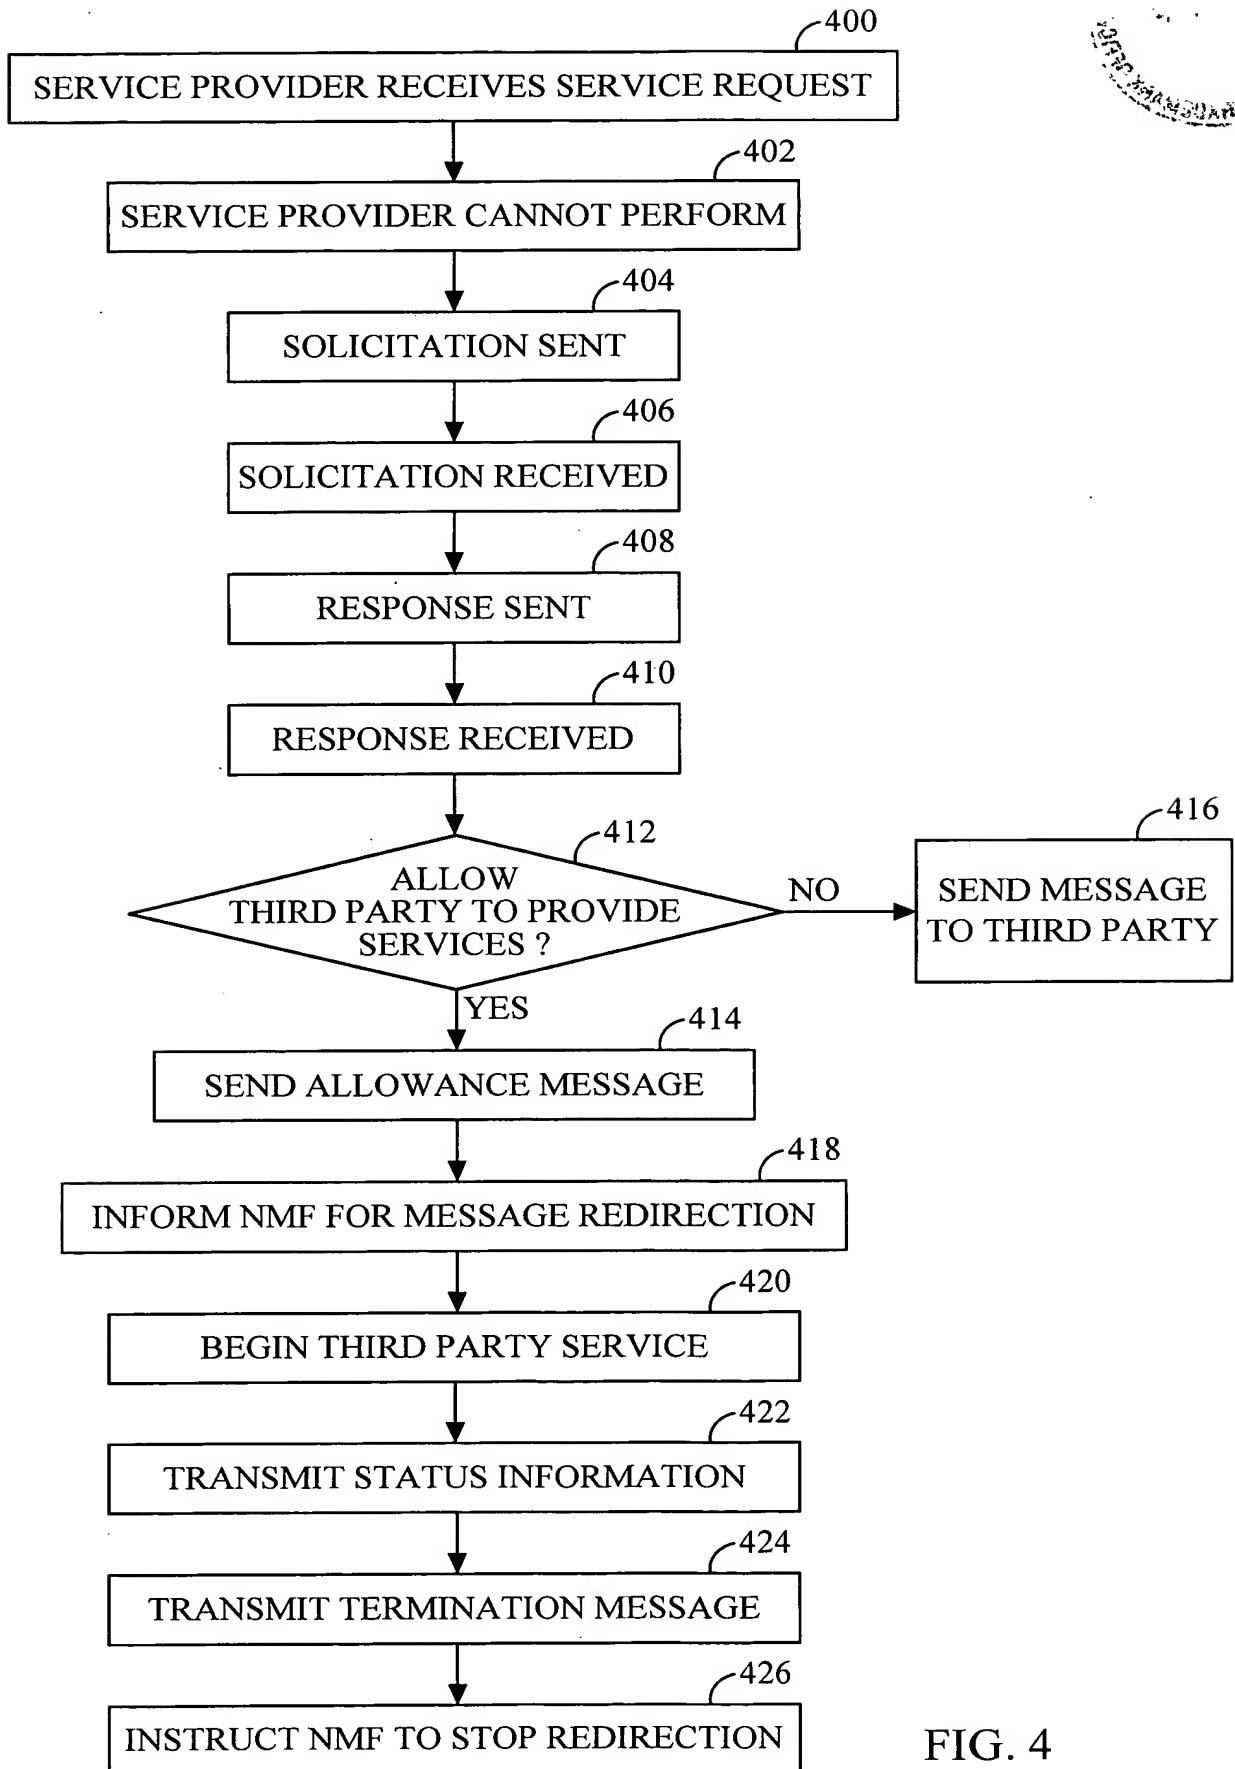 400
SERVICE PROVIDER RECEIVES SERVICE REQUEST
402
SERVICE PROVIDER CANNOT PERFORM
404
SOLICITATION SENT
406
SOLICITATION RECEIVED
408
RESPONSE SENT
410
RESPONSE RECEIVED
412
ALLOW
THIRD PARTY TO PROVIDE
SERVICES ?
NO
416
SEND MESSAGE
TO THIRD PARTY
YES
414
SEND ALLOWANCE MESSAGE
418
INFORM NMF FOR MESSAGE REDIRECTION
420
BEGIN THIRD PARTY SERVICE
422
TRANSMIT STATUS INFORMATION
424
TRANSMIT TERMINATION MESSAGE
426
INSTRUCT NMF TO STOP REDIRECTION
FIG. 4